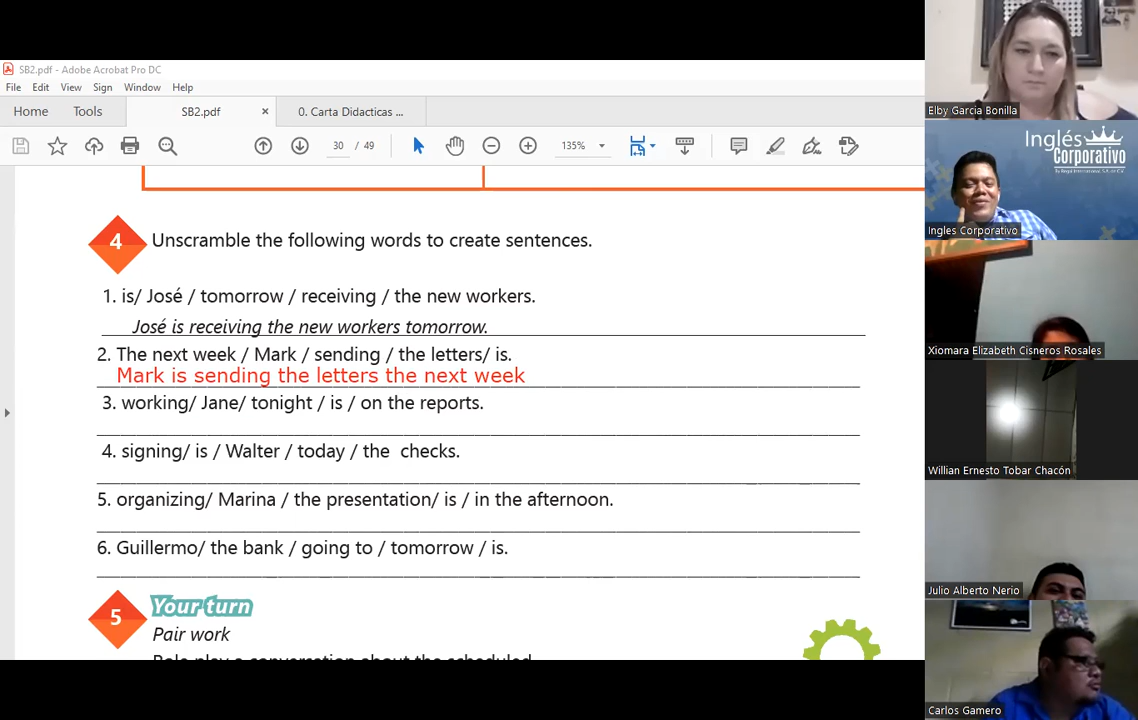 SB2.pdf - Adobe Acrobat Pro DC
File Edit View Sign Window Help
Home Tools SB2.pdf × 0. Carta Didacticas ...
30 / 49 135%
4 Unscramble the following words to create sentences.
1. is/ José / tomorrow / receiving / the new workers.
José is receiving the new workers tomorrow.
2. The next week / Mark / sending / the letters/ is.
Mark is sending the letters the next week
3. working/ Jane/ tonight / is / on the reports.
4. signing/ is / Walter / today / the checks.
5. organizing/ Marina / the presentation/ is / in the afternoon.
6. Guillermo/ the bank / going to / tomorrow / is.
5 Your turn
Pair work
Role play a conversation about the scheduled
Elby Garcia Bonilla
Inglés
Corporativo
Ingles Corporativo
Xiomara Elizabeth Cisneros Rosales
Willian Ernesto Tobar Chacón
Julio Alberto Nerio
Carlos Gamero